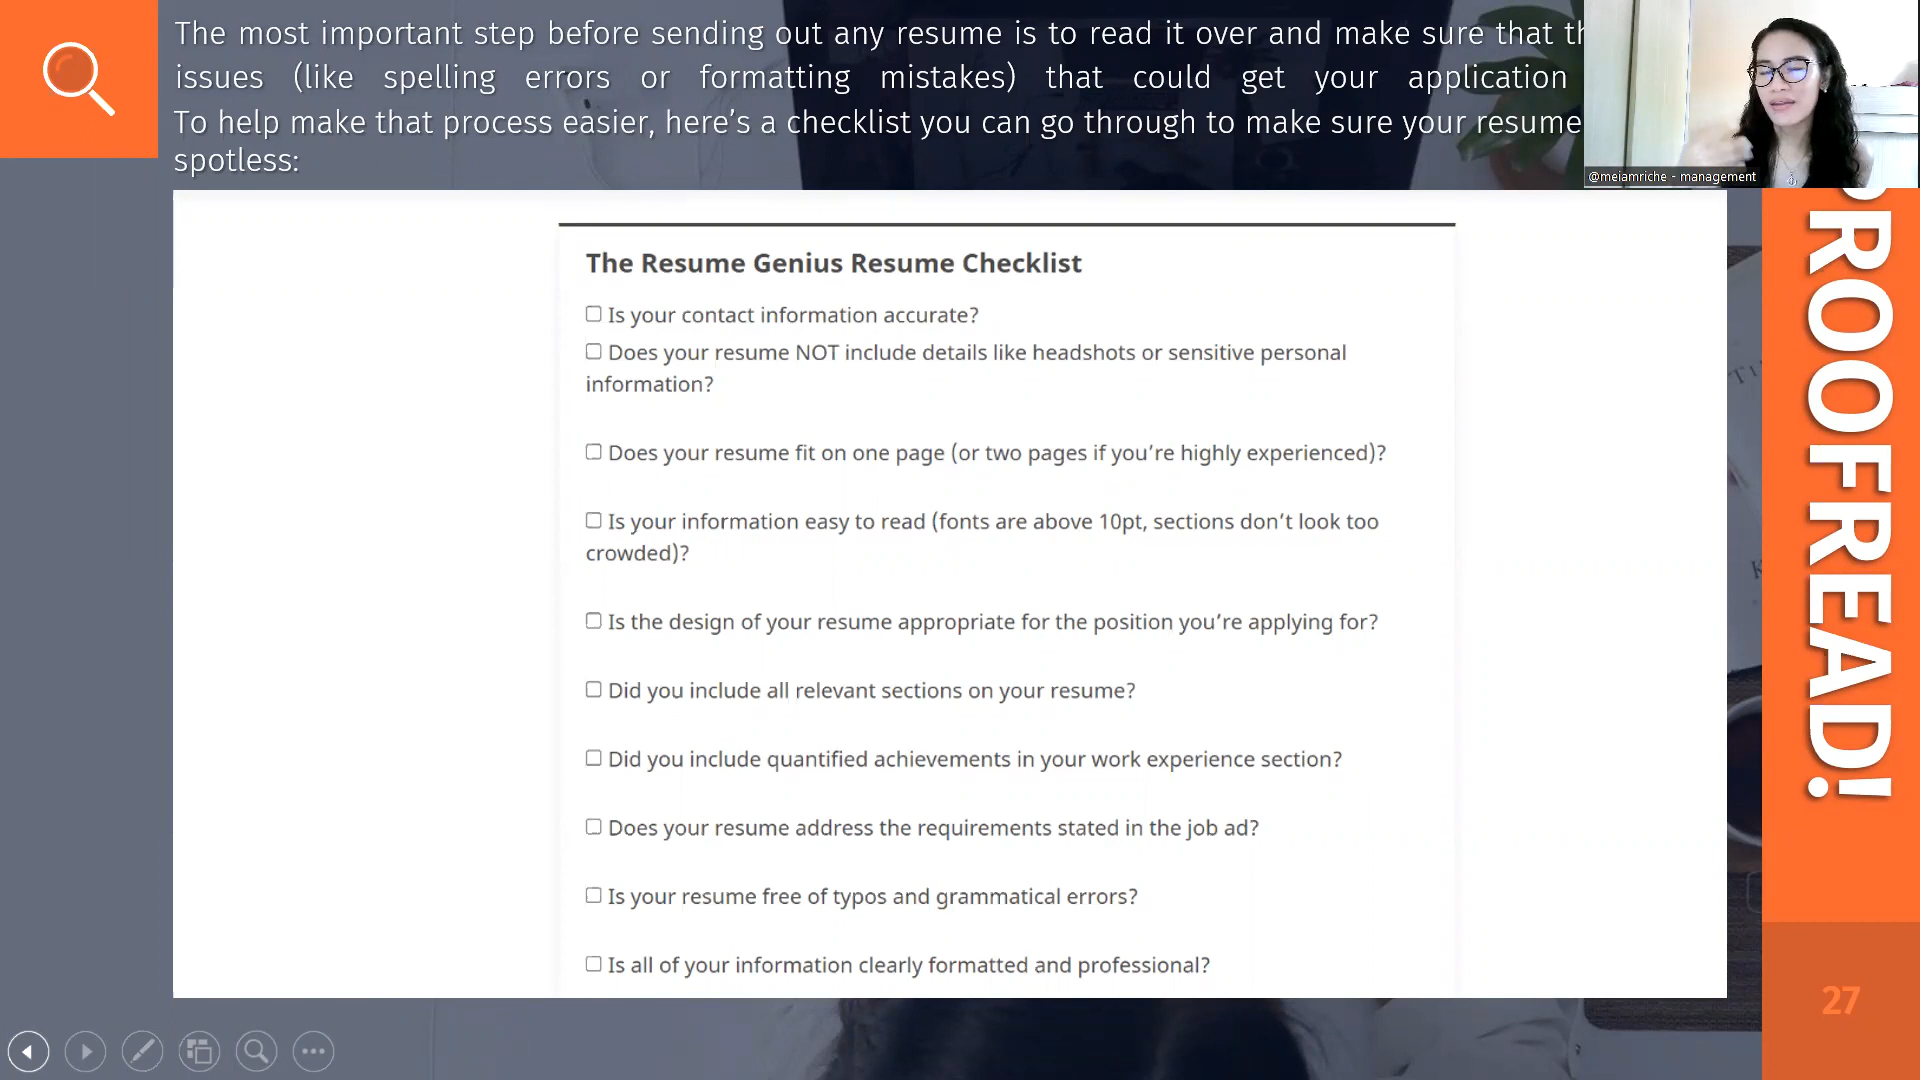 The most important step before sending out any resume is to read it over and make sure that
issues (like spelling errors or formatting mistakes) that could get your application
To help make that process easier, here’s a checklist you can go through to make sure your resume
spotless:
@meiamriche - management
PROOFREAD!
The Resume Genius Resume Checklist
Is your contact information accurate?
Does your resume NOT include details like headshots or sensitive personal
information?
Does your resume fit on one page (or two pages if you’re highly experienced)?
Is your information easy to read (fonts are above 10pt, sections don’t look too
crowded)?
Is the design of your resume appropriate for the position you’re applying for?
Did you include all relevant sections on your resume?
Did you include quantified achievements in your work experience section?
Does your resume address the requirements stated in the job ad?
Is your resume free of typos and grammatical errors?
Is all of your information clearly formatted and professional?
27